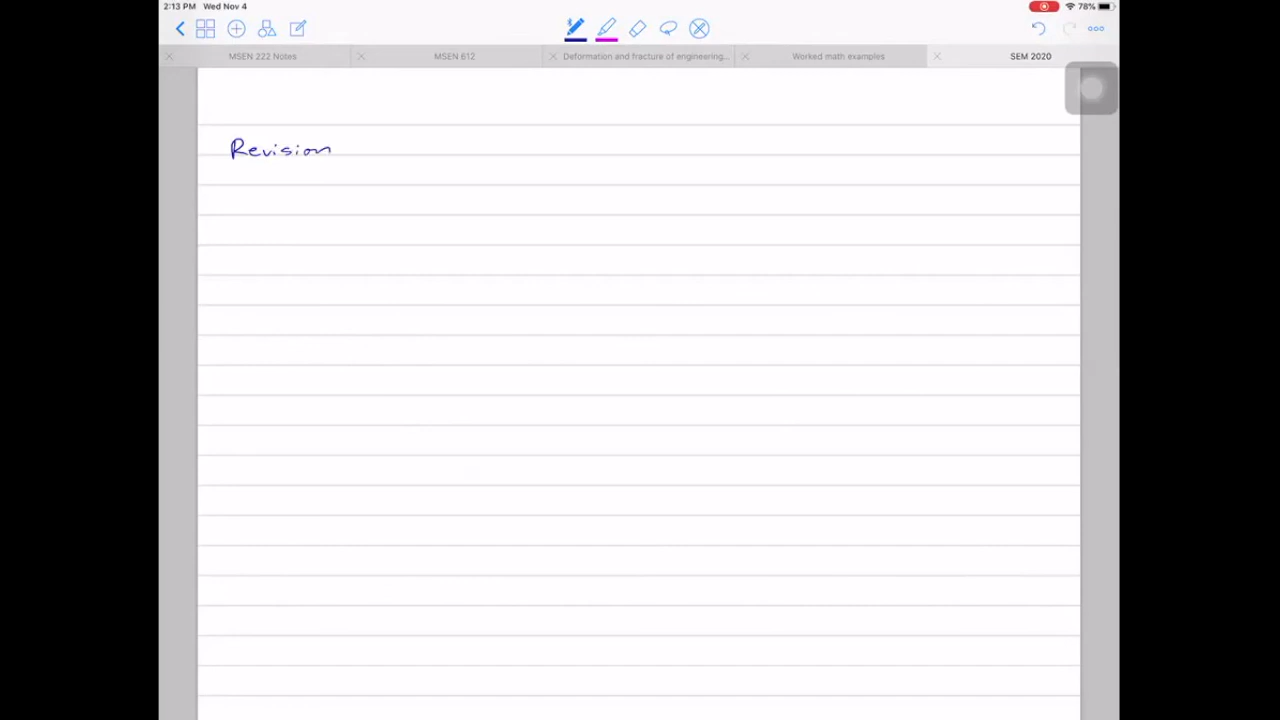 2:13 PM Wed Nov 4
78%
MSEN 222 Notes
MSEN 612
Deformation and fracture of engineering...
Worked math examples
SEM 2020
Revision